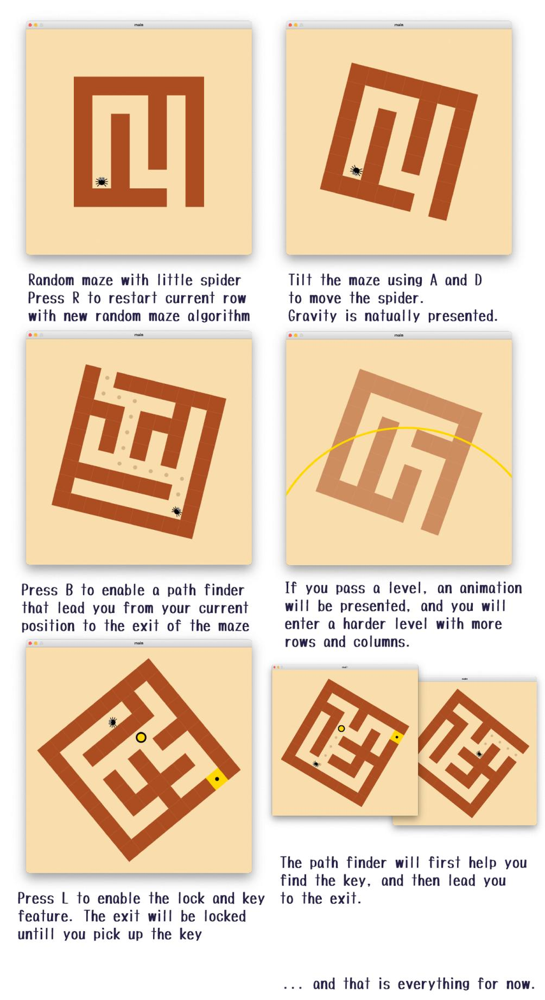 main
main
Random maze with little spider
Press R to restart current row
with new random maze algorithm
Tilt the maze using A and D
to move the spider.
Gravity is natually presented.
main
main
Press B to enable a path finder
that lead you from your current
position to the exit of the maze
If you pass a level, an animation
will be presented, and you will
enter a harder level with more
rows and columns.
main
main
main
Press L to enable the lock and key
feature. The exit will be locked
untill you pick up the key
The path finder will first help you
find the key, and then lead you
to the exit.
... and that is everything for now.